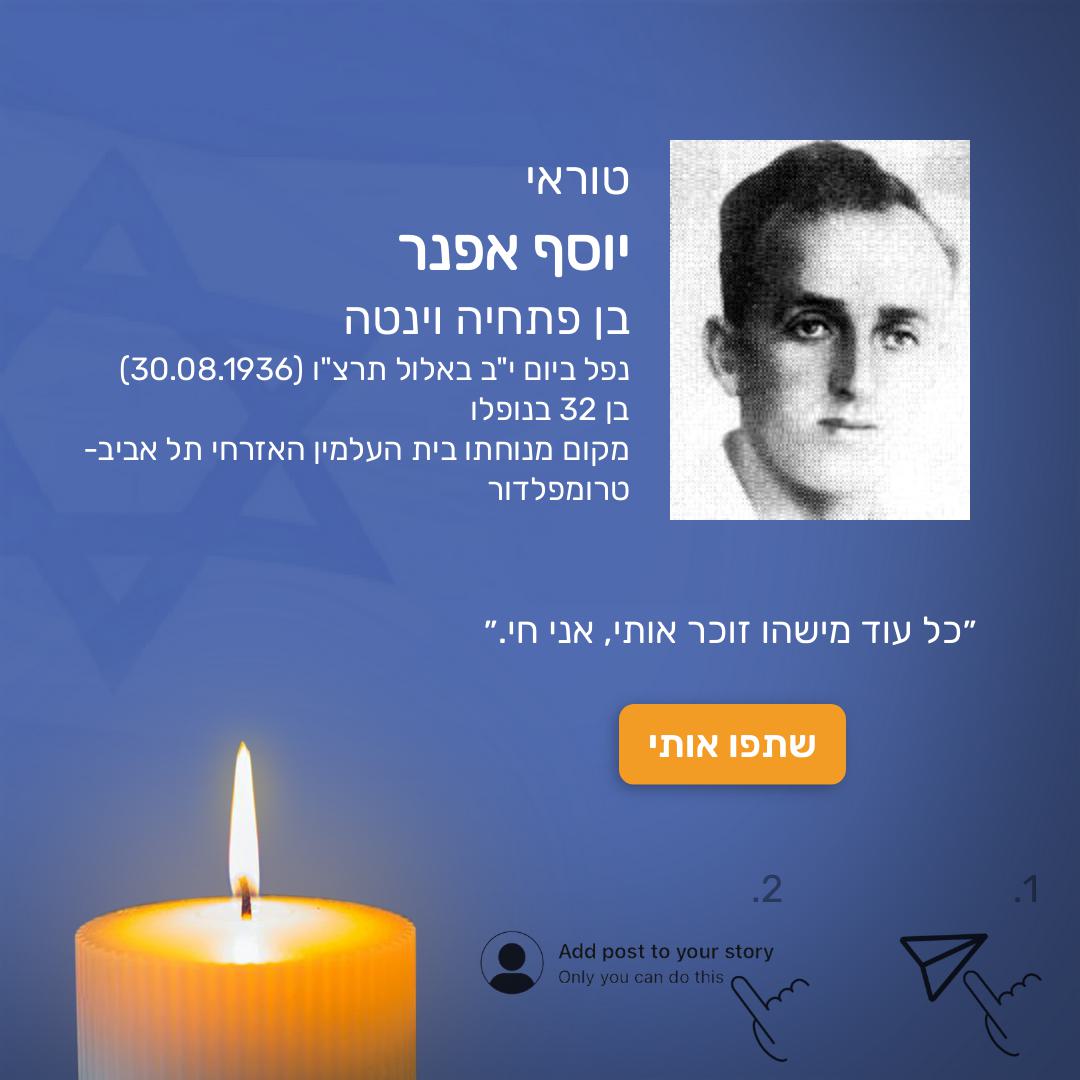 טוראי
יוסף אפנר
בן פתחיה וינטה
נפל ביום י"ב באלול תרצ"ו (30.08.1936)
בן 32 בנופלו
מקום מנוחתו בית העלמין האזרחי תל אביב-
טרומפלדור
״כל עוד מישהו זוכר אותי, אני חי.״
שתפו אותי
1.
2.
Add post to your story
Only you can do this